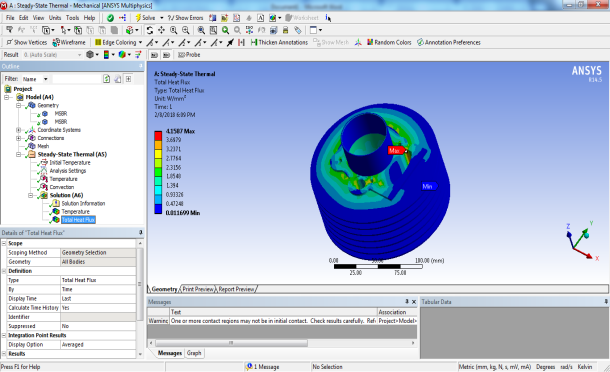 A : Steady-State Thermal - Mechanical [ANSYS Multiphysics]
File Edit View Units Tools Help Solve Show Errors Worksheet
Show Vertices Wireframe Edge Coloring Thicken Annotations Show Mesh Random Colors Annotation Preferences
Result 0. (Auto Scale) Probe
Outline
Filter: Name
Project
Model (A4)
Geometry
MSBR
MSBR
Coordinate Systems
Connections
Mesh
Steady-State Thermal (A5)
Initial Temperature
Analysis Settings
Temperature
Convection
Solution (A6)
Solution Information
Temperature
Total Heat Flux
Details of "Total Heat Flux"
Scope
Scoping Method Geometry Selection
Geometry All Bodies
Definition
Type Total Heat Flux
By Time
Display Time Last
Calculate Time History Yes
Identifier
Suppressed No
Integration Point Results
Display Option Averaged
Results
A: Steady-State Thermal
Total Heat Flux
Type: Total Heat Flux
Unit: W/mm²
Time: 1
2/8/2018 6:09 PM
4.1587 Max
3.6979
3.2371
2.7764
2.3156
1.8548
1.394
0.93326
0.47248
0.011699 Min
ANSYS
R14.5
Max
Min
0.00 50.00 100.00 (mm)
25.00 75.00
Z Y X
Geometry Print Preview Report Preview
Messages
Text Association
Warning One or more contact regions may not be in initial contact. Check results carefully. Refe Project>Model>
Messages Graph
Tabular Data
Press F1 for Help 1 Message No Selection Metric (mm, kg, N, s, mV, mA) Degrees rad/s Kelvin